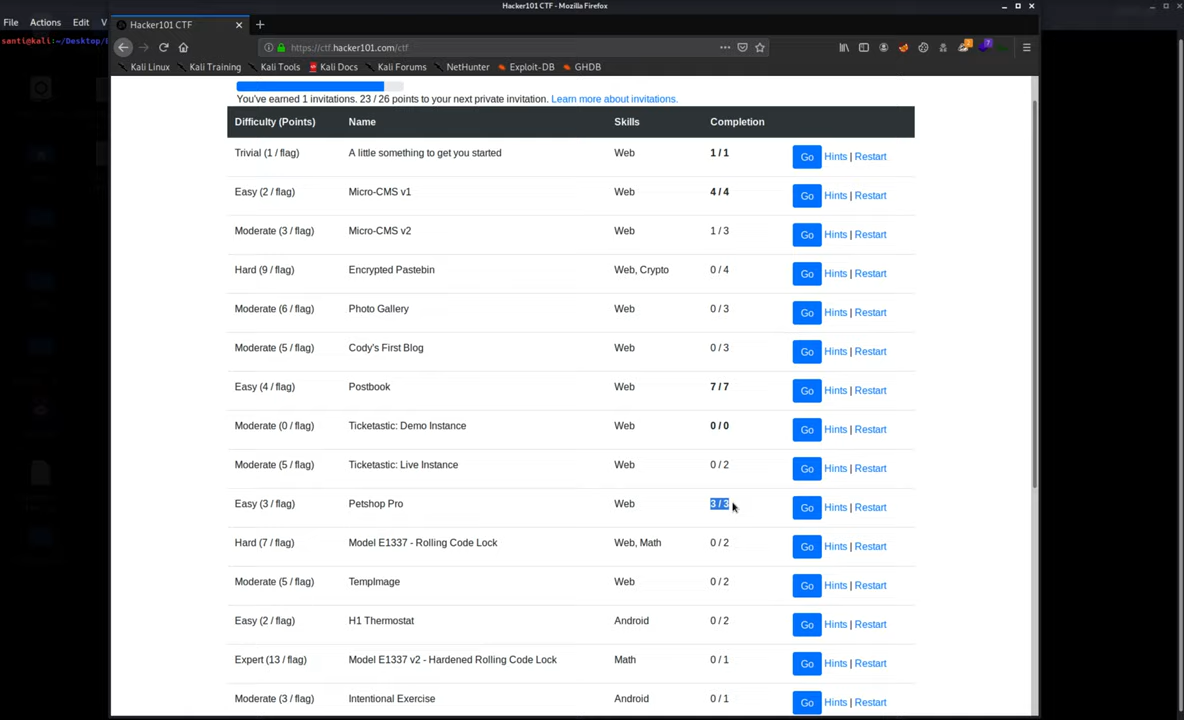 Hacker101 CTF - Mozilla Firefox
File Actions Edit V
Hacker101 CTF
santi@kali:~/Desktop/
https://ctf.hacker101.com/ctf
Kali Linux Kali Training Kali Tools Kali Docs Kali Forums NetHunter Exploit-DB GHDB
You've earned 1 invitations. 23 / 26 points to your next private invitation. Learn more about invitations.
Difficulty (Points) Name Skills Completion
Trivial (1 / flag) A little something to get you started Web 1 / 1 Go Hints | Restart
Easy (2 / flag) Micro-CMS v1 Web 4 / 4 Go Hints | Restart
Moderate (3 / flag) Micro-CMS v2 Web 1 / 3 Go Hints | Restart
Hard (9 / flag) Encrypted Pastebin Web, Crypto 0 / 4 Go Hints | Restart
Moderate (6 / flag) Photo Gallery Web 0 / 3 Go Hints | Restart
Moderate (5 / flag) Cody's First Blog Web 0 / 3 Go Hints | Restart
Easy (4 / flag) Postbook Web 7 / 7 Go Hints | Restart
Moderate (0 / flag) Ticketastic: Demo Instance Web 0 / 0 Go Hints | Restart
Moderate (5 / flag) Ticketastic: Live Instance Web 0 / 2 Go Hints | Restart
Easy (3 / flag) Petshop Pro Web 3 / 3 Go Hints | Restart
Hard (7 / flag) Model E1337 - Rolling Code Lock Web, Math 0 / 2 Go Hints | Restart
Moderate (5 / flag) TempImage Web 0 / 2 Go Hints | Restart
Easy (2 / flag) H1 Thermostat Android 0 / 2 Go Hints | Restart
Expert (13 / flag) Model E1337 v2 - Hardened Rolling Code Lock Math 0 / 1 Go Hints | Restart
Moderate (3 / flag) Intentional Exercise Android 0 / 1 Go Hints | Restart